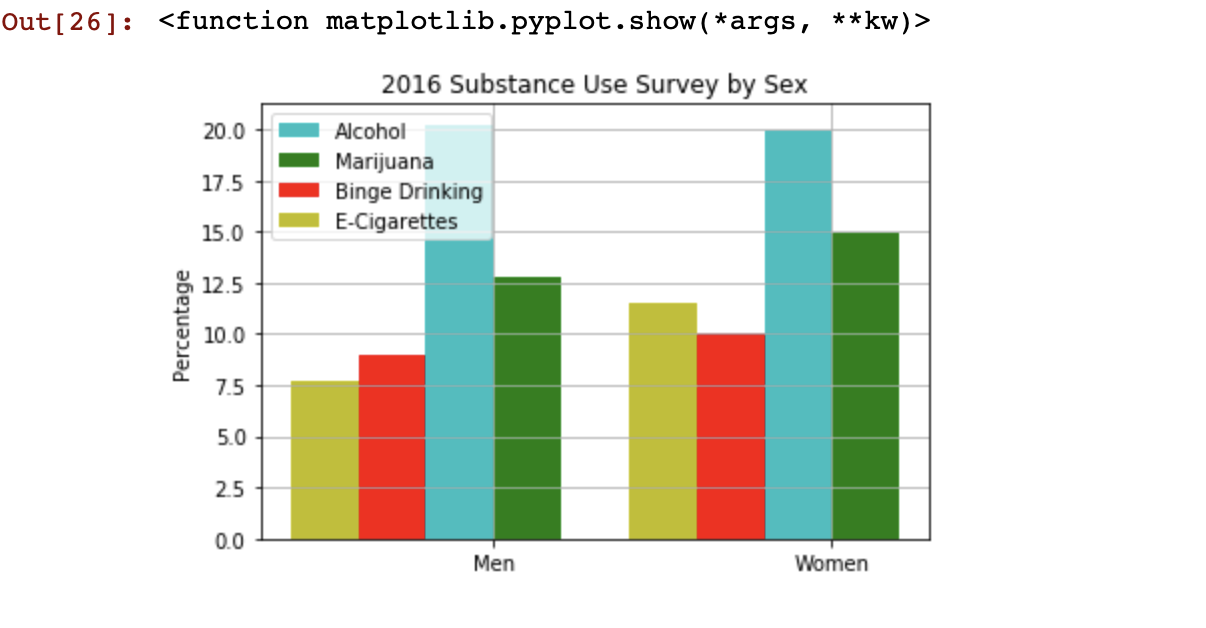 Out[26]: <function matplotlib.pyplot.show(*args, **kw)>
2016 Substance Use Survey by Sex
Alcohol
Marijuana
Binge Drinking
E-Cigarettes
Percentage
20.0
17.5
15.0
12.5
10.0
7.5
5.0
2.5
0.0
Men Women